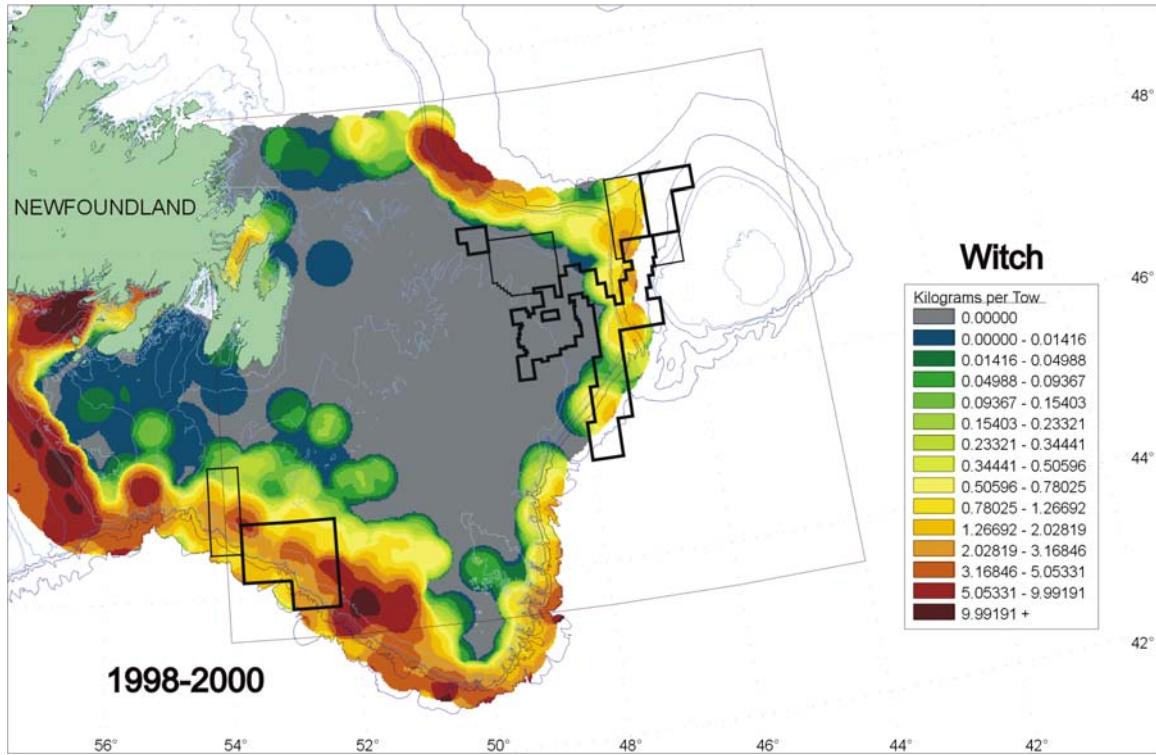 48°
NEWFOUNDLAND
46°
Witch
Kilograms per Tow
0.00000
0.00000 - 0.01416
0.01416 - 0.04988
0.04988 - 0.09367
0.09367 - 0.15403
0.15403 - 0.23321
0.23321 - 0.34441
0.34441 - 0.50596
0.50596 - 0.78025
0.78025 - 1.26692
1.26692 - 2.02819
2.02819 - 3.16846
3.16846 - 5.05331
5.05331 - 9.99191
9.99191 +
44°
42°
1998-2000
56° 54° 52° 50° 48° 46° 44° 42°